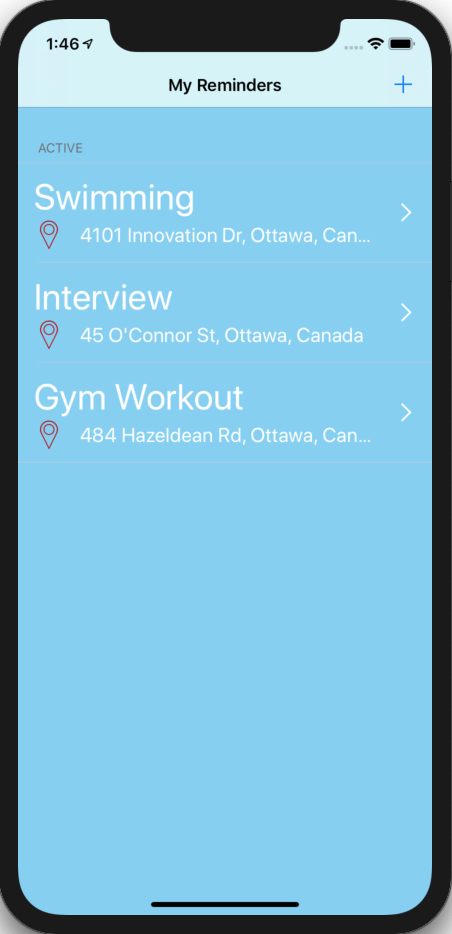 1:46
My Reminders
ACTIVE
Swimming
4101 Innovation Dr, Ottawa, Can...
Interview
45 O'Connor St, Ottawa, Canada
Gym Workout
484 Hazeldean Rd, Ottawa, Can...